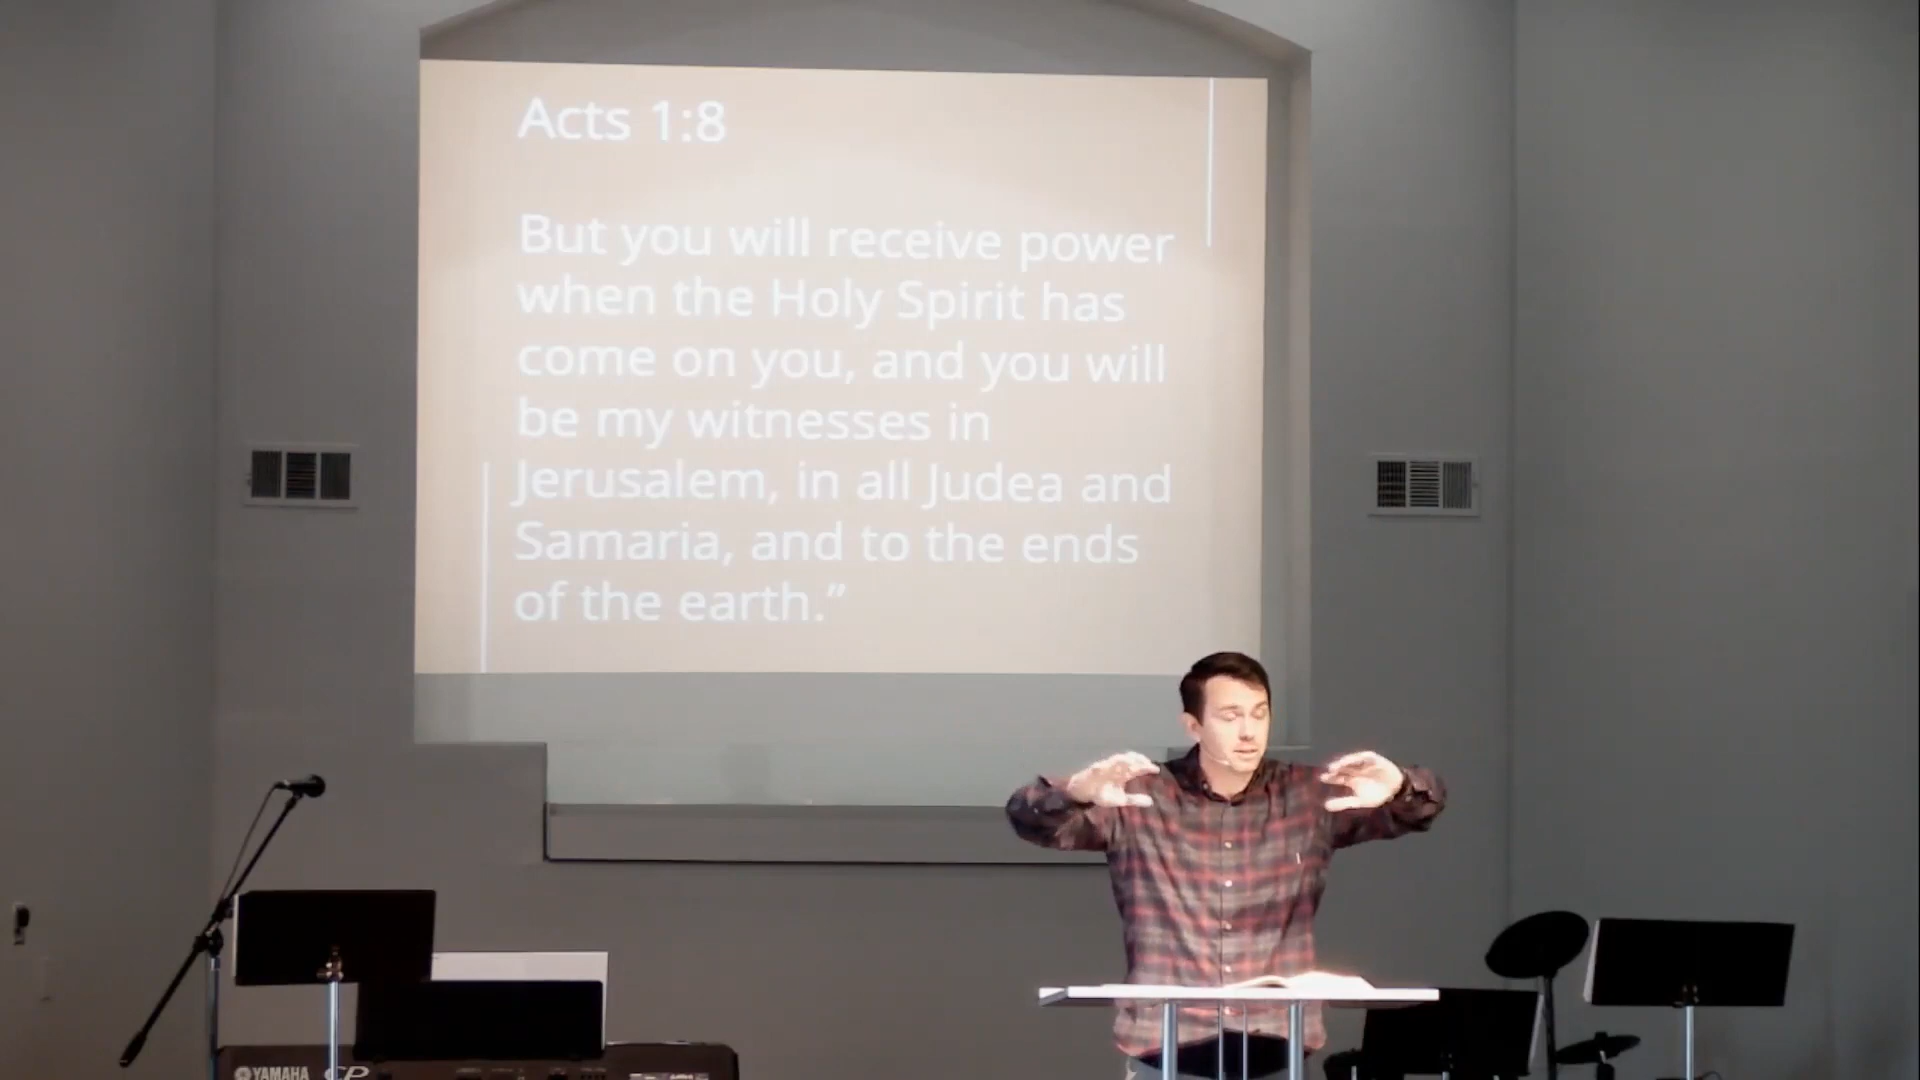 Acts 1:8
But you will receive power
when the Holy Spirit has
come on you, and you will
be my witnesses in
Jerusalem, in all Judea and
Samaria, and to the ends
of the earth.”
YAMAHA CP